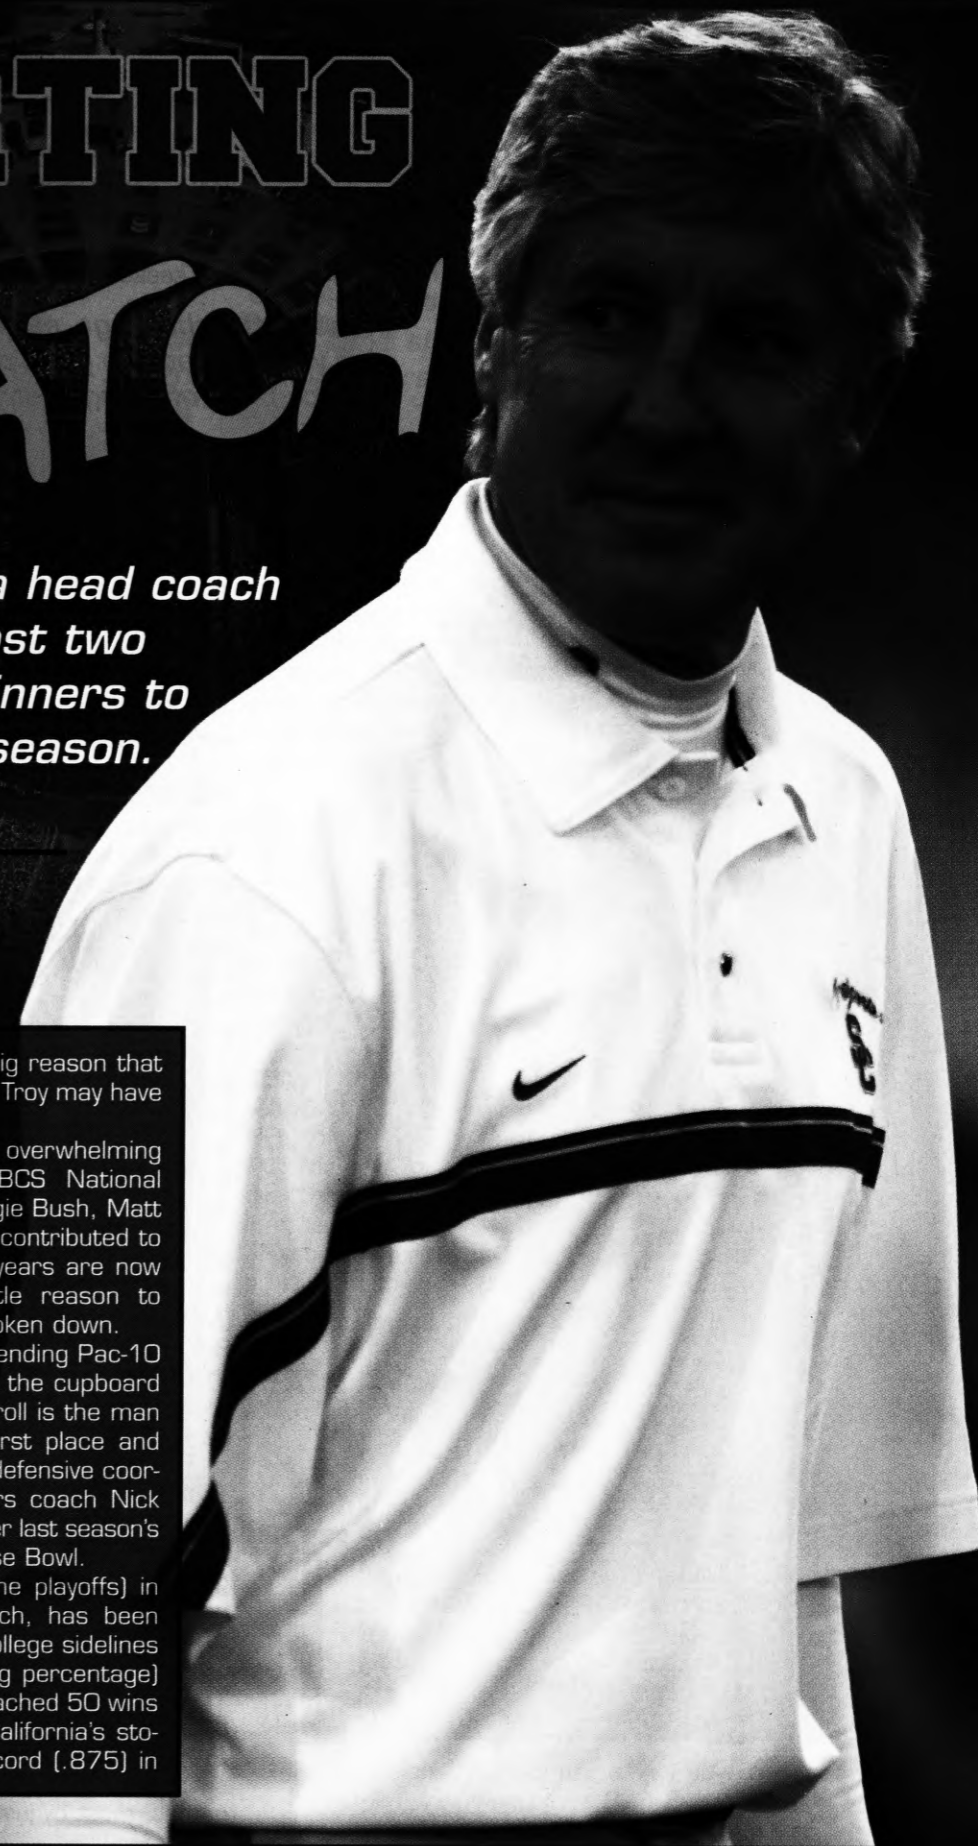 TING
ATCH
a head coach
st two
inners to
season.
ig reason that
Troy may have
overwhelming
BCS National
gie Bush, Matt
contributed to
years are now
tle reason to
oken down.
ending Pac-10
the cupboard
roll is the man
rst place and
defensive coor-
rs coach Nick
er last season's
se Bowl.
ne playoffs) in
ch, has been
ollege sidelines
g percentage)
ached 50 wins
alifornia's sto-
cord (.875) in
SC